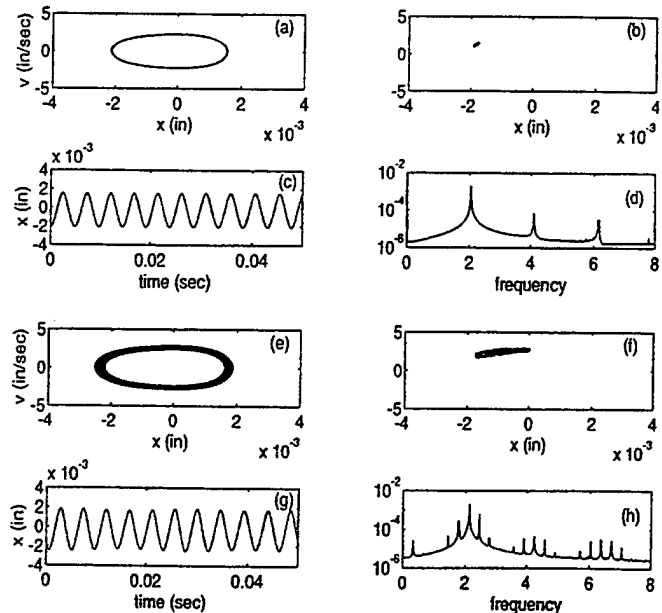 5
0
-5
v (in/sec)
(a)
-4 -2 0 2 4
x (in)
x 10^-3
5
0
-5
(b)
-4 -2 0 2 4
x (in)
x 10^-3
x 10^-3
4
2
0
-2
-4
x (in)
(c)
0 0.02 0.04
time (sec)
10^-2
10^-4
10^-6
(d)
0 2 4 6 8
frequency
5
0
-5
v (in/sec)
(e)
-4 -2 0 2 4
x (in)
x 10^-3
5
0
-5
(f)
-4 -2 0 2 4
x (in)
x 10^-3
x 10^-3
4
2
0
-2
-4
x (in)
(g)
0 0.02 0.04
time (sec)
10^-2
10^-4
10^-6
(h)
0 2 4 6 8
frequency